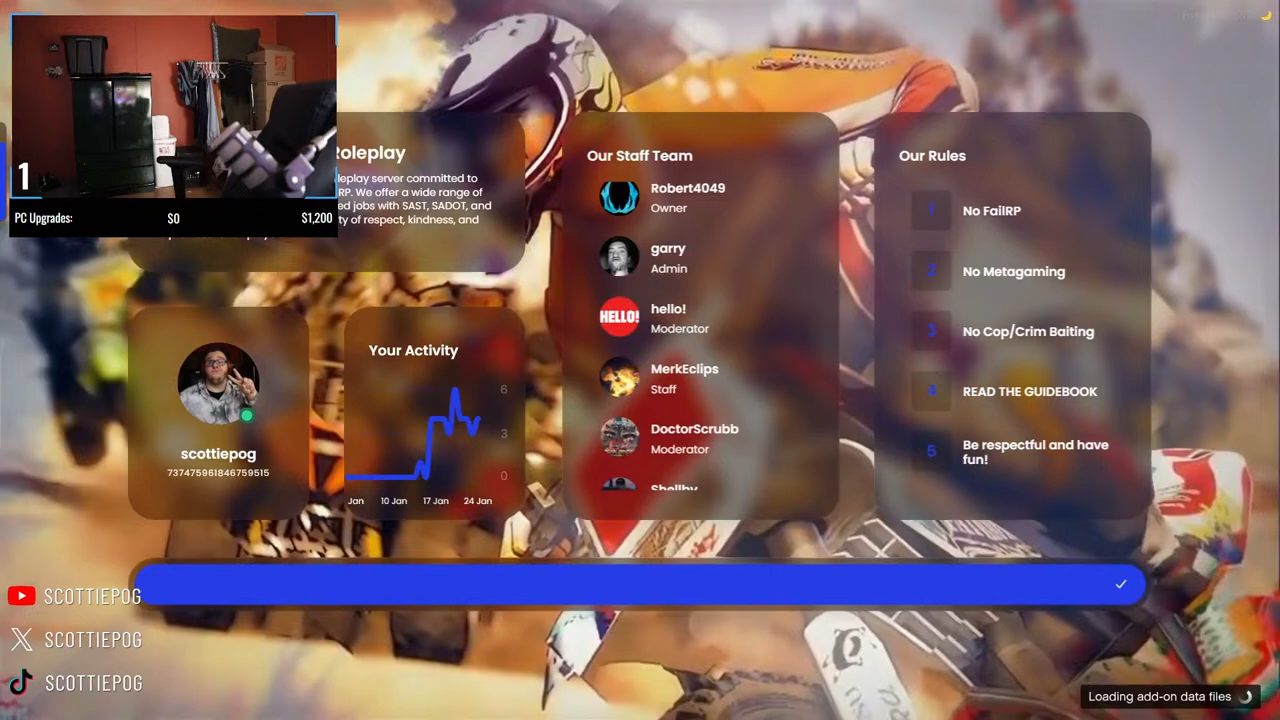 1
PC Upgrades: $0 $1,200
Roleplay
leplay server committed to
RP. We offer a wide range of
ed jobs with SAST, SADOT, and
ty of respect, kindness, and
scottiepog
737475961846759515
Your Activity
6
3
0
Jan 10 Jan 17 Jan 24 Jan
Our Staff Team
Robert4049
Owner
garry
Admin
HELLO!
hello!
Moderator
MerkEclips
Staff
DoctorScrubb
Moderator
Shellby
Our Rules
1 No FailRP
2 No Metagaming
3 No Cop/Crim Baiting
4 READ THE GUIDEBOOK
5 Be respectful and have
fun!
SCOTTIEPOG
SCOTTIEPOG
SCOTTIEPOG
Loading add-on data files